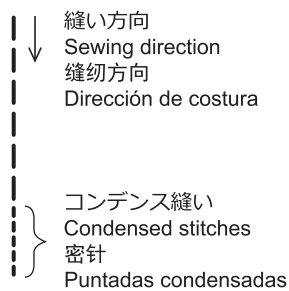 縫い方向
Sewing direction
缝纫方向
Dirección de costura
コンデンス縫い
Condensed stitches
密针
Puntadas condensadas